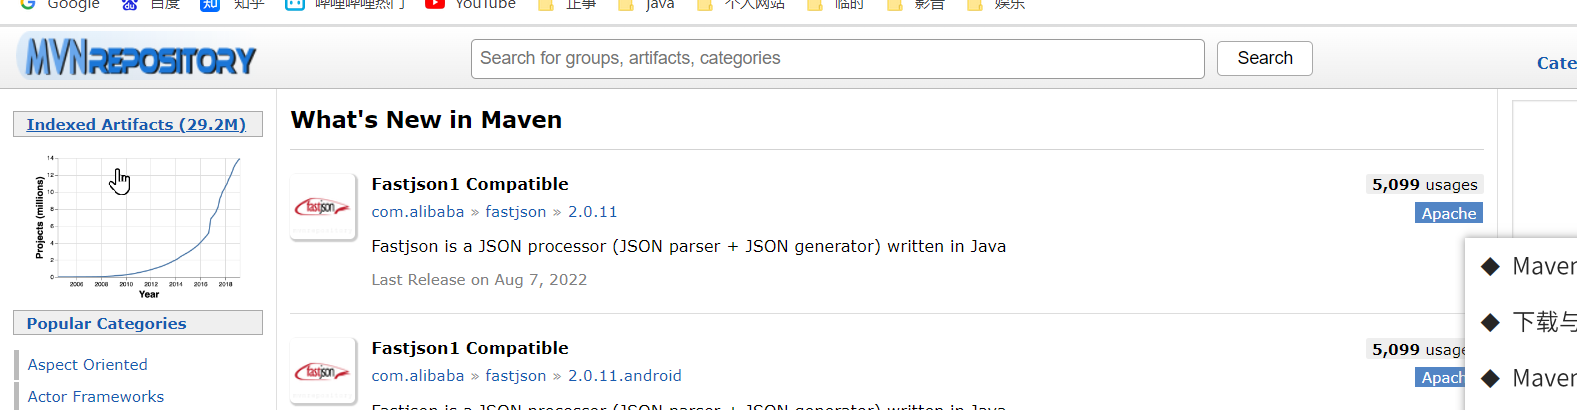 Google 百度 知乎 哔哩哔哩热门 YouTube 正事 java 个人网站 临时 影音 娱乐
MVNREPOSITORY
Search for groups, artifacts, categories
Search
Cate
Indexed Artifacts (29.2M)
Projects (millions)
14
12
10
8
6
4
2
0
2006 2008 2010 2012 2014 2016 2018
Year
Popular Categories
Aspect Oriented
Actor Frameworks
What's New in Maven
fastjson
Fastjson1 Compatible
5,099 usages
com.alibaba » fastjson » 2.0.11
Apache
Fastjson is a JSON processor (JSON parser + JSON generator) written in Java
Last Release on Aug 7, 2022
fastjson
Fastjson1 Compatible
5,099 usage
com.alibaba » fastjson » 2.0.11.android
Apach
Fastjson is a JSON processor (JSON parser + JSON generator) written in Java
◆ Maven
◆ 下载与
◆ Maven